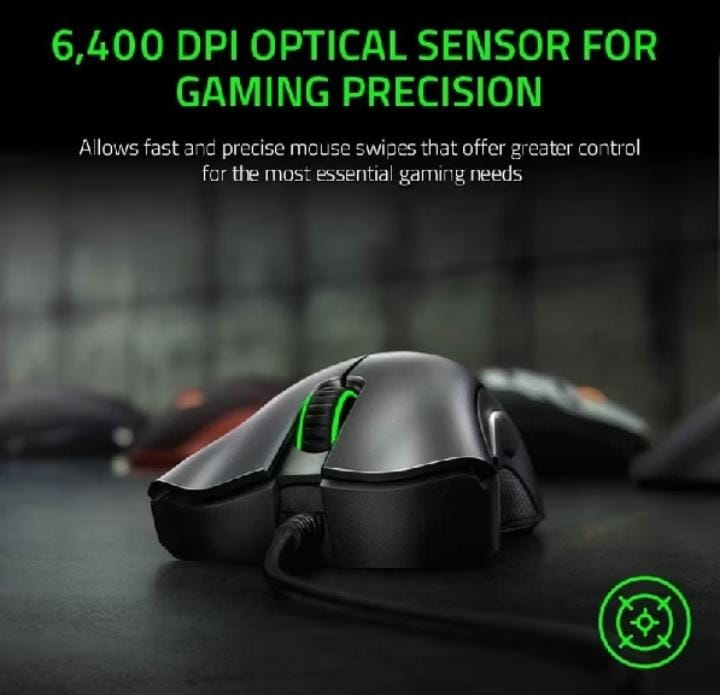 6,400 DPI OPTICAL SENSOR FOR
GAMING PRECISION
Allows fast and precise mouse swipes that offer greater control
for the most essential gaming needs